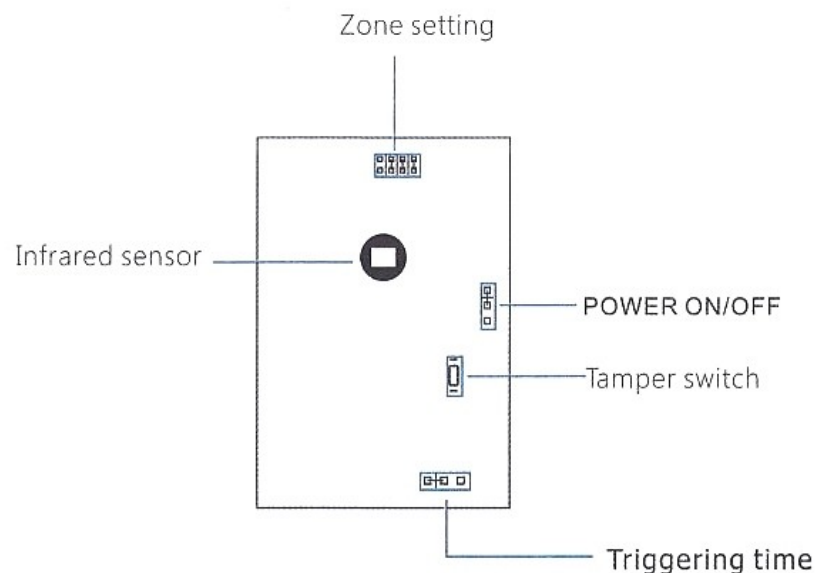 Zone setting
Infrared sensor
POWER ON/OFF
Tamper switch
Triggering time